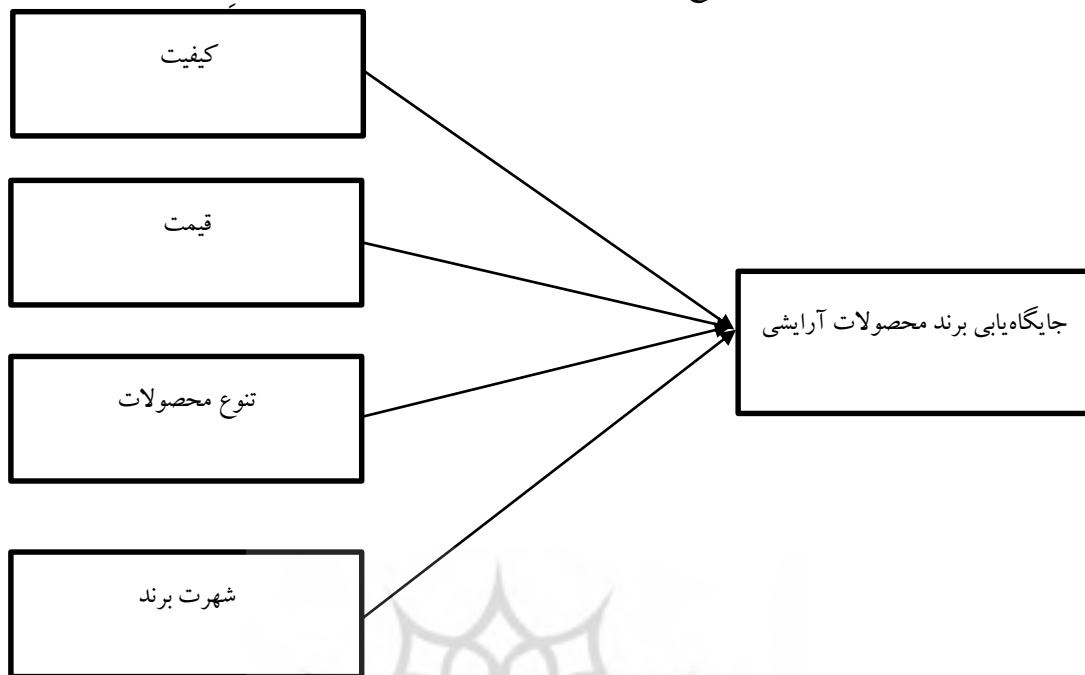 کیفیت
قیمت
تنوع محصولات
شهرت برند
جایگاه‌یابی برند محصولات آرایشی